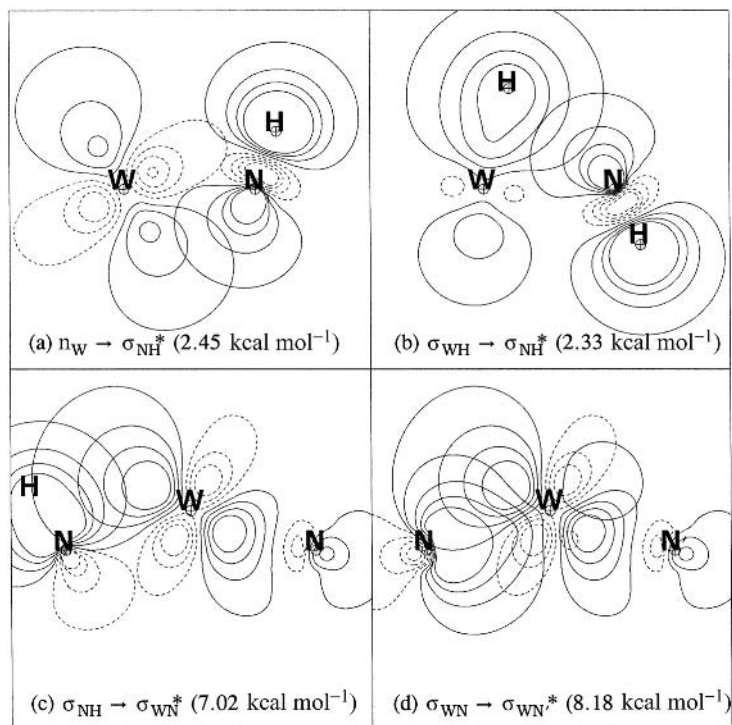 H
W N
(a) n_W → σ_NH* (2.45 kcal mol⁻¹)
H
W N
H
(b) σ_WH → σ_NH* (2.33 kcal mol⁻¹)
H W
N N
(c) σ_NH → σ_WN* (7.02 kcal mol⁻¹)
W
N N
(d) σ_WN → σ_WN′* (8.18 kcal mol⁻¹)